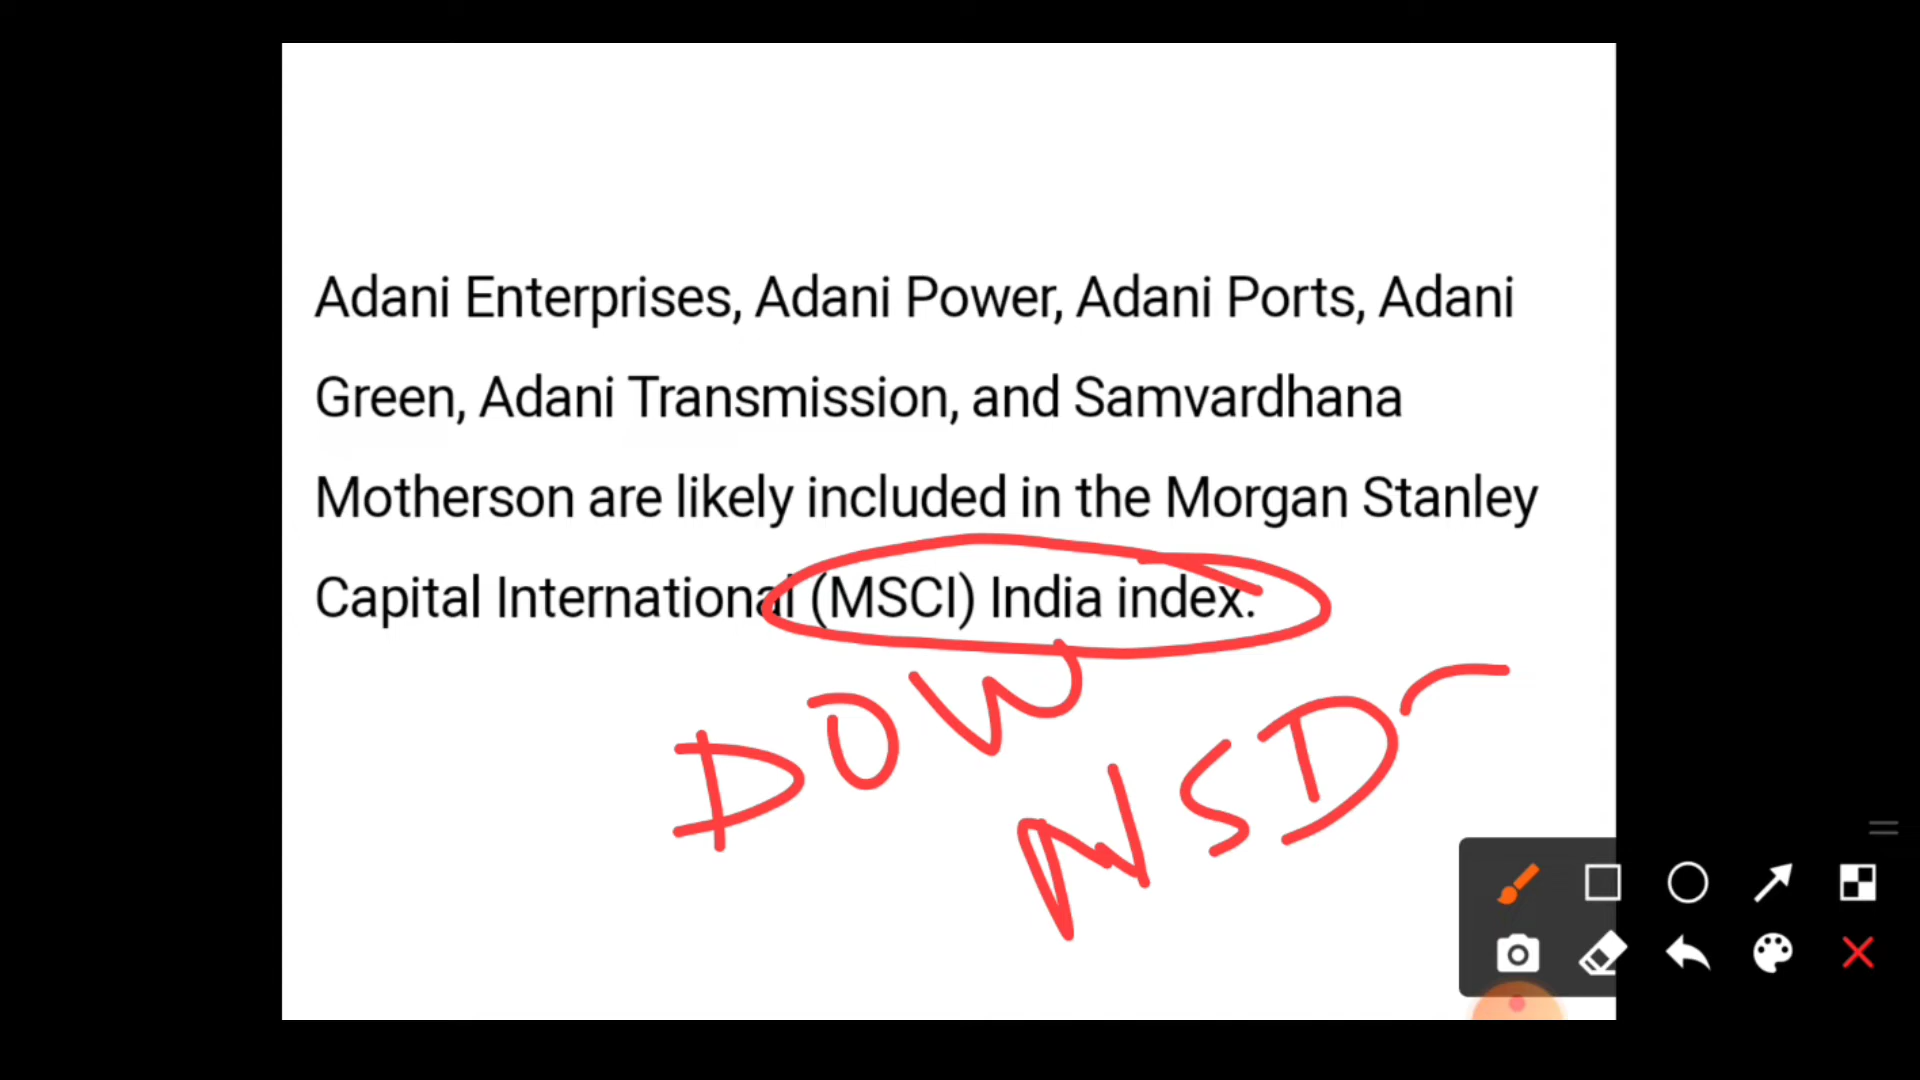 Adani Enterprises, Adani Power, Adani Ports, Adani
Green, Adani Transmission, and Samvardhana
Motherson are likely included in the Morgan Stanley
Capital International (MSCI) India index.
DOW
NSD